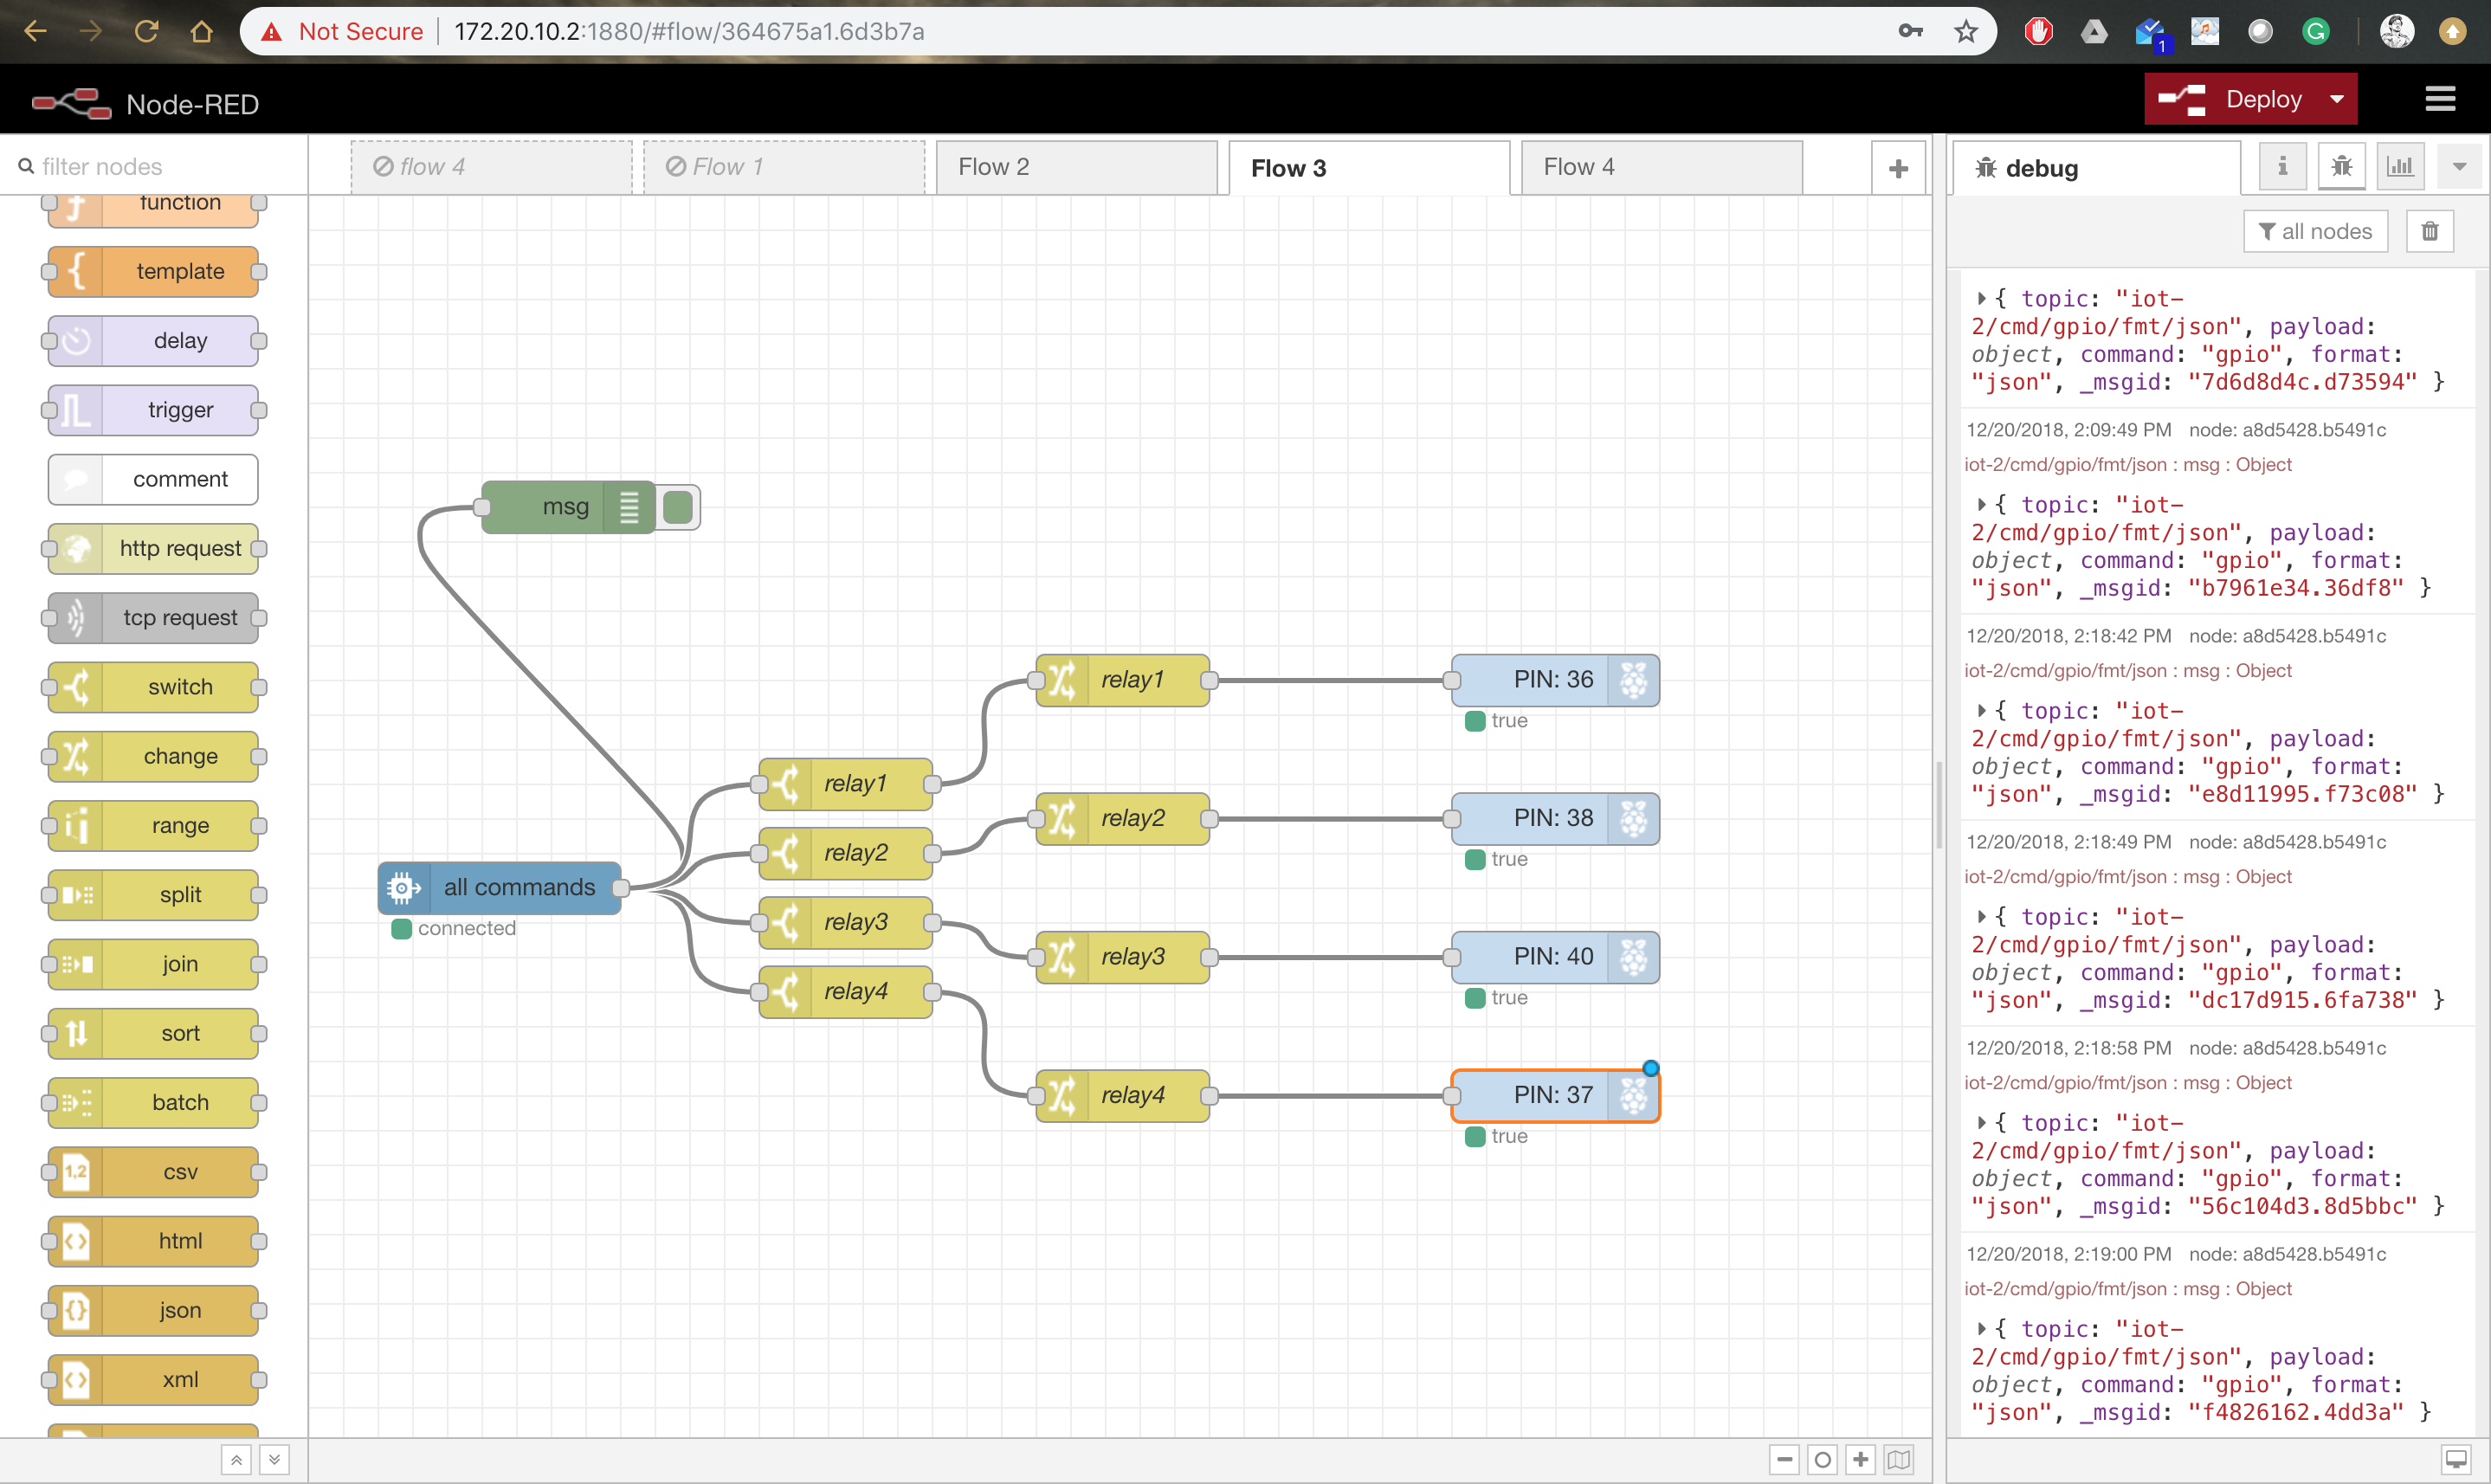 Not Secure | 172.20.10.2:1880/#flow/364675a1.6d3b7a
1
Node-RED
Deploy
filter nodes
flow 4
Flow 1
Flow 2
Flow 3
Flow 4
debug
all nodes
function
template
delay
trigger
comment
http request
tcp request
switch
change
range
split
join
sort
batch
1,2 csv
html
json
xml
msg
all commands
connected
relay1
relay2
relay3
relay4
relay1
relay2
relay3
relay4
PIN: 36
true
PIN: 38
true
PIN: 40
true
PIN: 37
true
{ topic: "iot-
2/cmd/gpio/fmt/json", payload:
object, command: "gpio", format:
"json", _msgid: "7d6d8d4c.d73594" }
12/20/2018, 2:09:49 PM node: a8d5428.b5491c
iot-2/cmd/gpio/fmt/json : msg : Object
{ topic: "iot-
2/cmd/gpio/fmt/json", payload:
object, command: "gpio", format:
"json", _msgid: "b7961e34.36df8" }
12/20/2018, 2:18:42 PM node: a8d5428.b5491c
iot-2/cmd/gpio/fmt/json : msg : Object
{ topic: "iot-
2/cmd/gpio/fmt/json", payload:
object, command: "gpio", format:
"json", _msgid: "e8d11995.f73c08" }
12/20/2018, 2:18:49 PM node: a8d5428.b5491c
iot-2/cmd/gpio/fmt/json : msg : Object
{ topic: "iot-
2/cmd/gpio/fmt/json", payload:
object, command: "gpio", format:
"json", _msgid: "dc17d915.6fa738" }
12/20/2018, 2:18:58 PM node: a8d5428.b5491c
iot-2/cmd/gpio/fmt/json : msg : Object
{ topic: "iot-
2/cmd/gpio/fmt/json", payload:
object, command: "gpio", format:
"json", _msgid: "56c104d3.8d5bbc" }
12/20/2018, 2:19:00 PM node: a8d5428.b5491c
iot-2/cmd/gpio/fmt/json : msg : Object
{ topic: "iot-
2/cmd/gpio/fmt/json", payload:
object, command: "gpio", format:
"json", _msgid: "f4826162.4dd3a" }